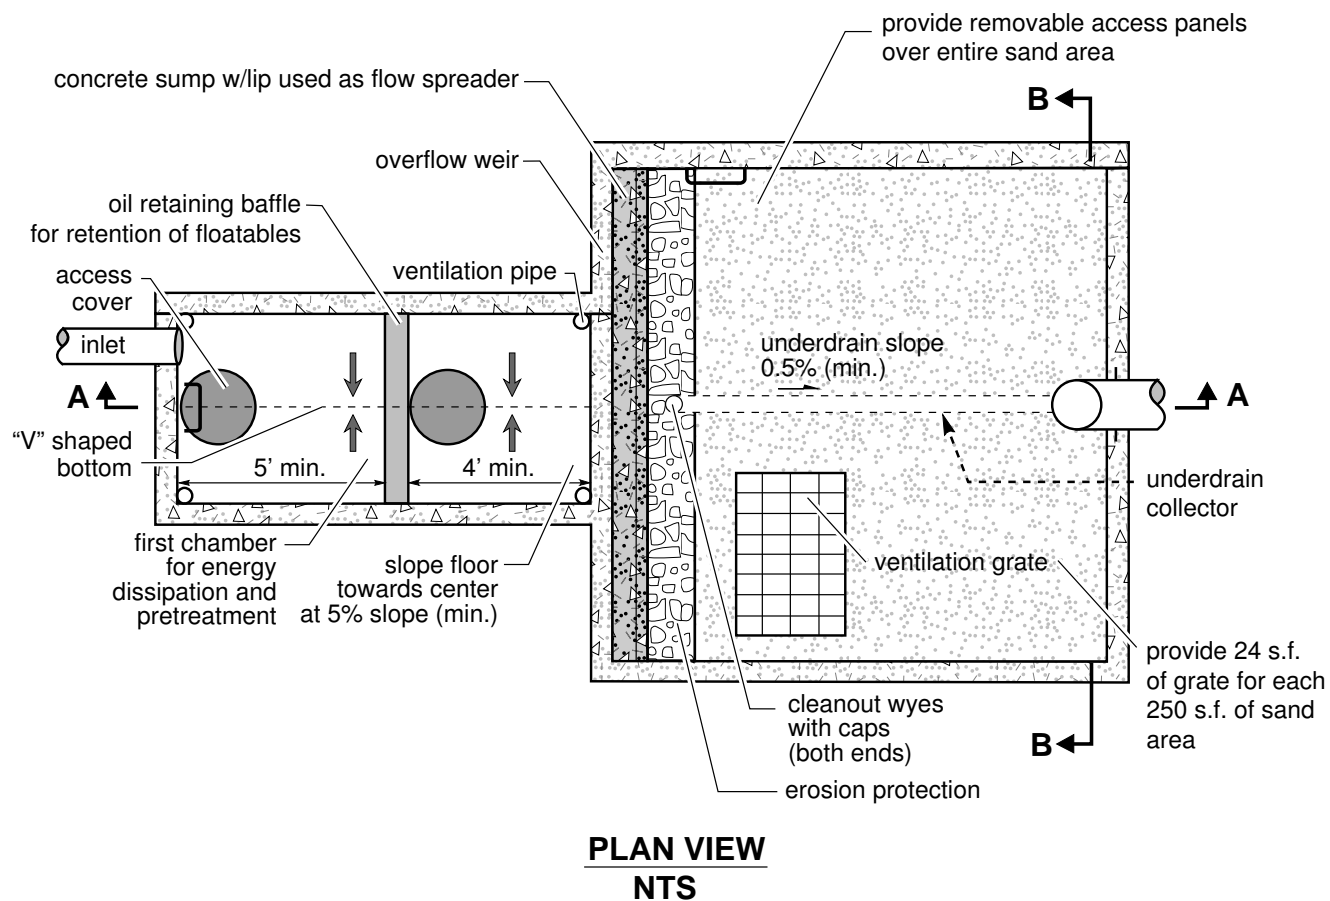 provide removable access panels
over entire sand area
concrete sump w/lip used as flow spreader
B
overflow weir
oil retaining baffle
for retention of floatables
ventilation pipe
access
cover
inlet
underdrain slope
0.5% (min.)
A
A
“V” shaped
bottom
5’ min.
4’ min.
underdrain
collector
first chamber
for energy
dissipation and
pretreatment
slope floor
towards center
at 5% slope (min.)
ventilation grate
provide 24 s.f.
of grate for each
250 s.f. of sand
area
cleanout wyes
with caps
(both ends)
B
erosion protection
PLAN VIEW
NTS